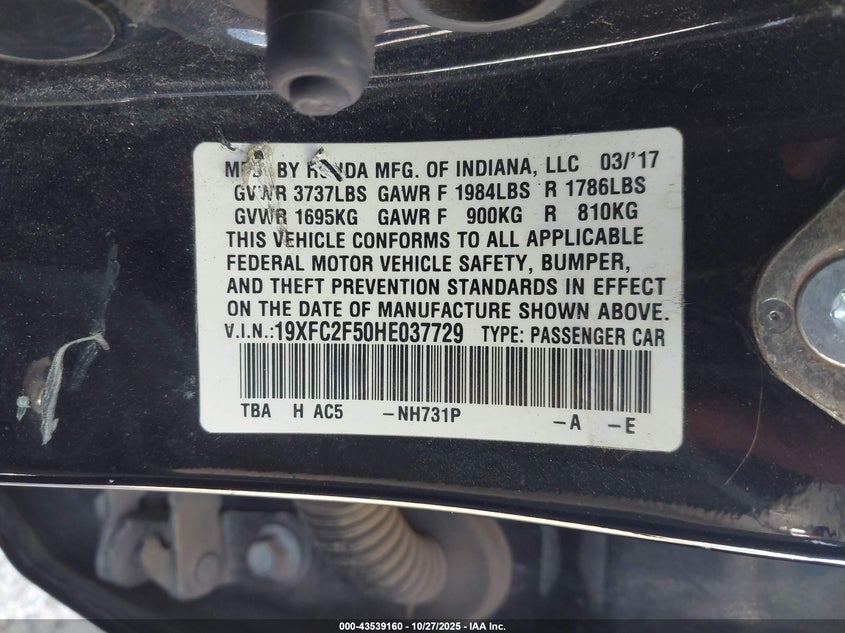 MFD BY HONDA MFG. OF INDIANA, LLC 03/'17
GVWR 3737LBS GAWR F 1984LBS R 1786LBS
GVWR 1695KG GAWR F 900KG R 810KG
THIS VEHICLE CONFORMS TO ALL APPLICABLE
FEDERAL MOTOR VEHICLE SAFETY, BUMPER,
AND THEFT PREVENTION STANDARDS IN EFFECT
ON THE DATE OF MANUFACTURE SHOWN ABOVE.
V.I.N.:19XFC2F50HE037729 TYPE: PASSENGER CAR
TBA H AC5 -NH731P -A -E
000-43539160 - 10/27/2025 - IAA Inc.